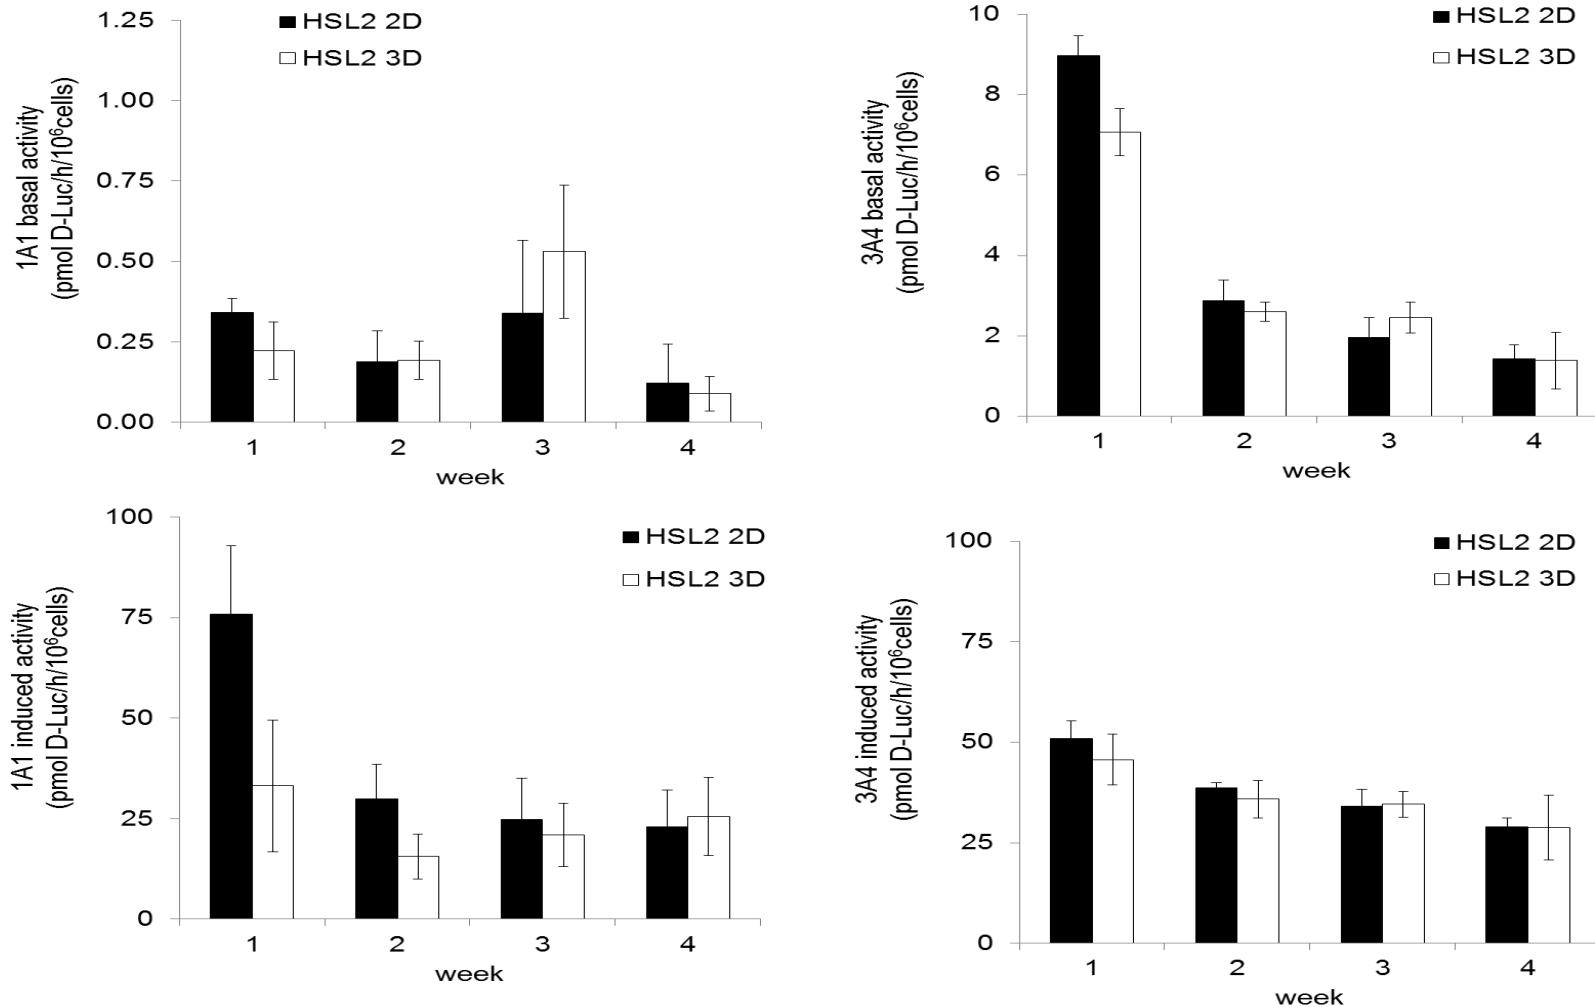 1A1 basal activity
(pmol D-Luc/h/10⁶cells)
1.25
1.00
0.75
0.50
0.25
0.00
HSL2 2D
HSL2 3D
1 2 3 4
week
3A4 basal activity
(pmol D-Luc/h/10⁶cells)
10
8
6
4
2
0
HSL2 2D
HSL2 3D
1 2 3 4
week
1A1 induced activity
(pmol D-Luc/h/10⁶cells)
100
75
50
25
0
HSL2 2D
HSL2 3D
1 2 3 4
week
3A4 induced activity
(pmol D-Luc/h/10⁶cells)
100
75
50
25
0
HSL2 2D
HSL2 3D
1 2 3 4
week